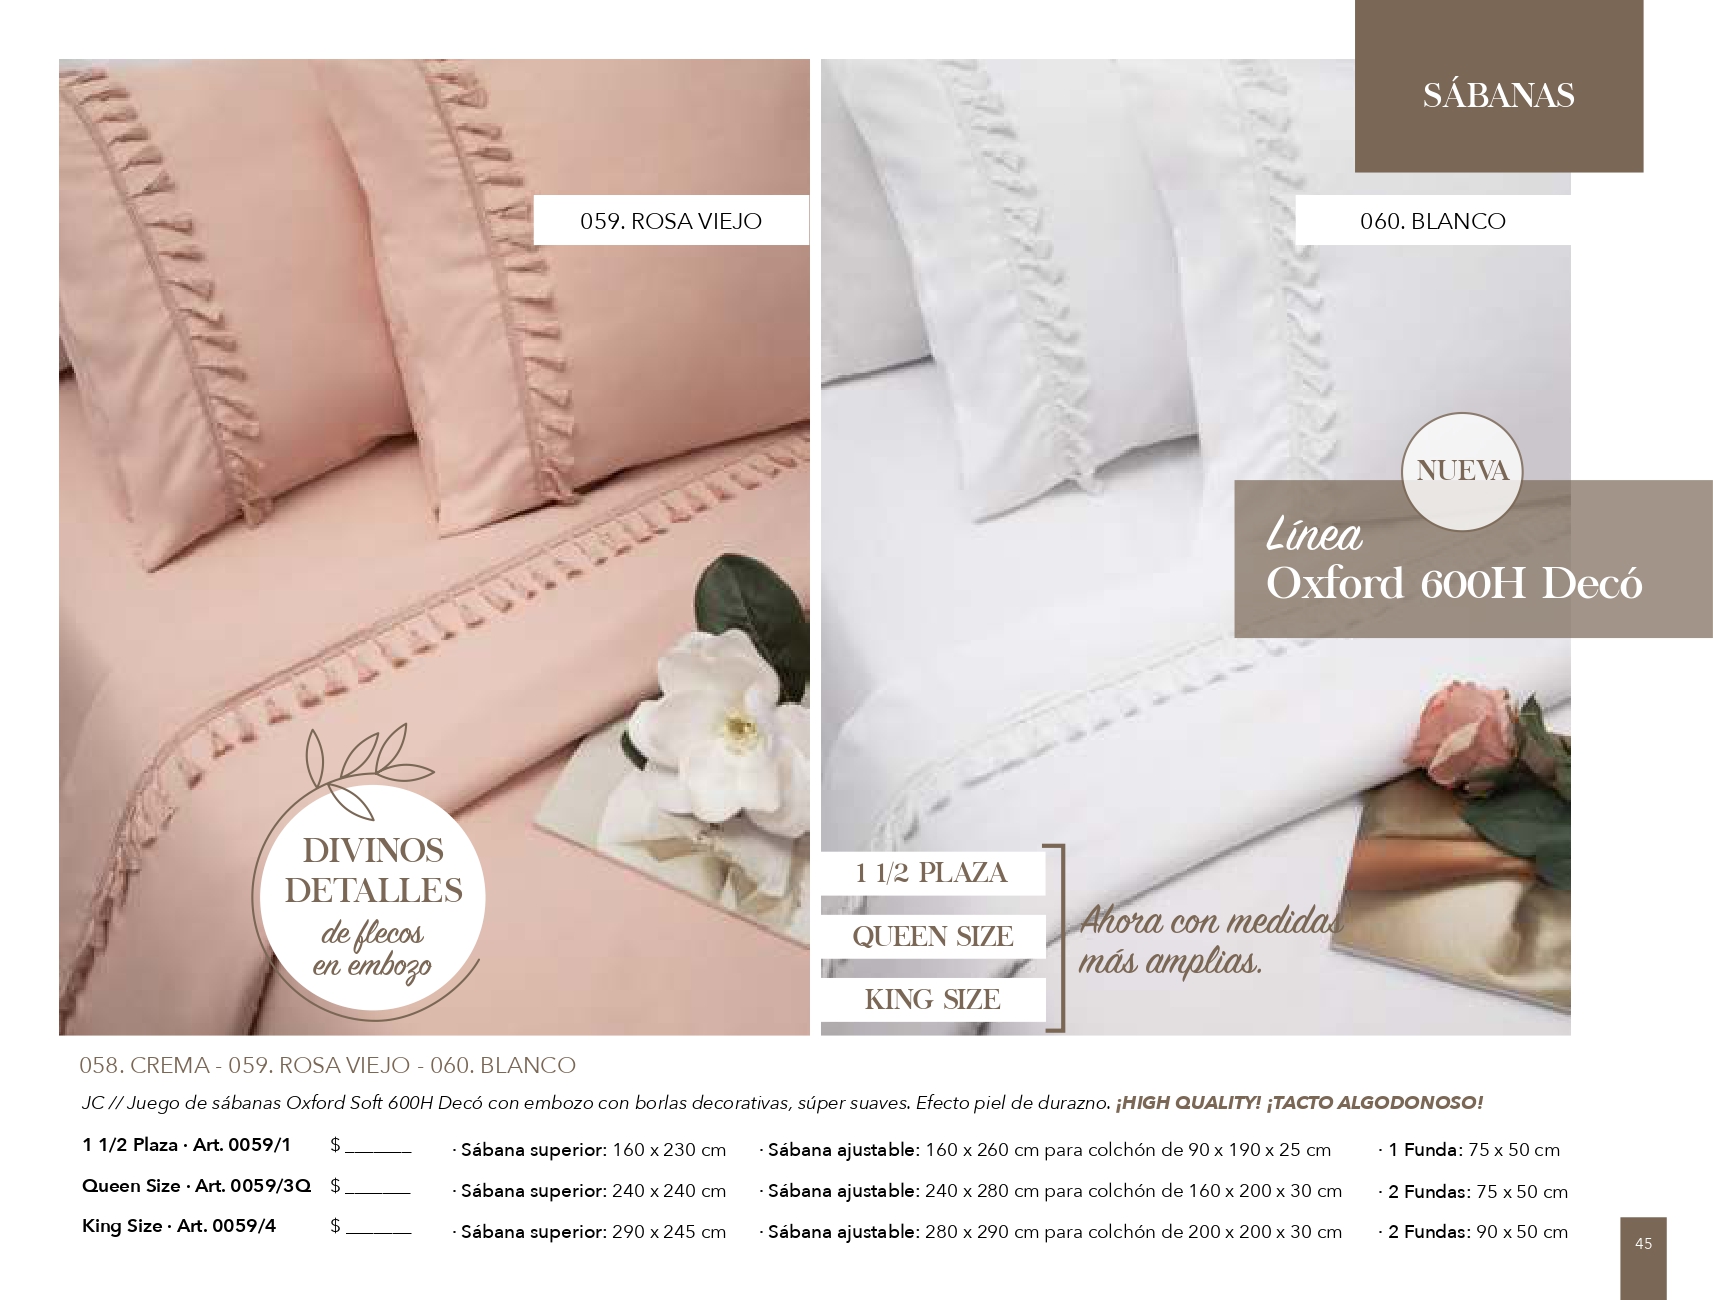 SÁBANAS
059. ROSA VIEJO
060. BLANCO
NUEVA
Línea
Oxford 600H Decó
DIVINOS
DETALLES
de flecos
en embozo
1 1/2 PLAZA
QUEEN SIZE
KING SIZE
Ahora con medidas
más amplias.
058. CREMA - 059. ROSA VIEJO - 060. BLANCO
JC // Juego de sábanas Oxford Soft 600H Decó con embozo con borlas decorativas, súper suaves. Efecto piel de durazno. ¡HIGH QUALITY! ¡TACTO ALGODONOSO!
1 1/2 Plaza · Art. 0059/1 $ _______ · Sábana superior: 160 x 230 cm · Sábana ajustable: 160 x 260 cm para colchón de 90 x 190 x 25 cm · 1 Funda: 75 x 50 cm
Queen Size · Art. 0059/3Q $ _______ · Sábana superior: 240 x 240 cm · Sábana ajustable: 240 x 280 cm para colchón de 160 x 200 x 30 cm · 2 Fundas: 75 x 50 cm
King Size · Art. 0059/4 $ _______ · Sábana superior: 290 x 245 cm · Sábana ajustable: 280 x 290 cm para colchón de 200 x 200 x 30 cm · 2 Fundas: 90 x 50 cm
45